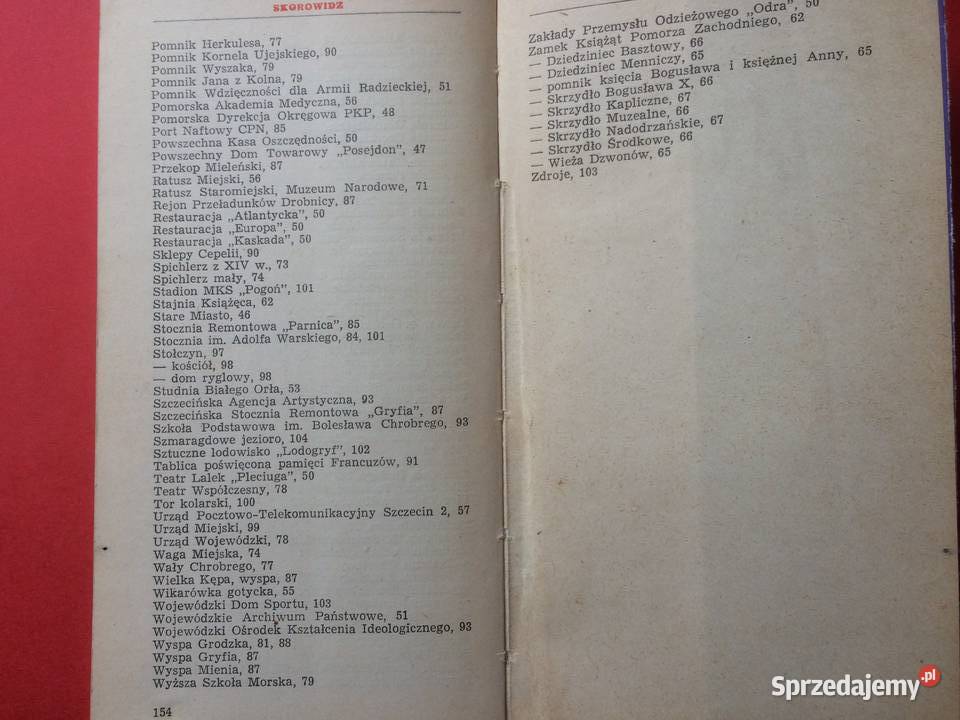 SKOROWIDZ
Pomnik Herkulesa, 77
Pomnik Kornela Ujejskiego, 90
Pomnik Wyszaka, 79
Pomnik Jana z Kolna, 79
Pomnik Wdzięczności dla Armii Radzieckiej, 51
Pomorska Akademia Medyczna, 56
Pomorska Dyrekcja Okręgowa PKP, 48
Port Naftowy CPN, 85
Powszechna Kasa Oszczędności, 50
Powszechny Dom Towarowy „Posejdon”, 47
Przekop Mieleński, 87
Ratusz Miejski, 56
Ratusz Staromiejski, Muzeum Narodowe, 71
Rejon Przeładunków Drobnicy, 87
Restauracja „Atlantycka”, 50
Restauracja „Europa”, 50
Restauracja „Kaskada”, 50
Sklepy Cepelii, 90
Spichlerz z XIV w., 73
Spichlerz mały, 74
Stadion MKS „Pogoń”, 101
Stajnia Książęca, 62
Stare Miasto, 46
Stocznia Remontowa „Parnica”, 85
Stocznia im. Adolfa Warskiego, 84, 101
Stołczyn, 97
— kościół, 98
— dom ryglowy, 98
Studnia Białego Orła, 53
Szczecińska Agencja Artystyczna, 93
Szczecińska Stocznia Remontowa „Gryfia”, 87
Szkoła Podstawowa im. Bolesława Chrobrego, 93
Szmaragdowe jezioro, 104
Sztuczne lodowisko „Lodogryf”, 102
Tablica poświęcona pamięci Francuzów, 91
Teatr Lalek „Pleciuga”, 50
Teatr Współczesny, 78
Tor kolarski, 100
Urząd Pocztowo-Telekomunikacyjny Szczecin 2, 57
Urząd Miejski, 99
Urząd Wojewódzki, 78
Waga Miejska, 74
Wały Chrobrego, 77
Wielka Kępa, wyspa, 87
Wikarówka gotycka, 55
Wojewódzki Dom Sportu, 103
Wojewódzkie Archiwum Państwowe, 51
Wojewódzki Ośrodek Kształcenia Ideologicznego, 93
Wyspa Grodzka, 81, 88
Wyspa Gryfia, 87
Wyspa Mienia, 87
Wyższa Szkoła Morska, 79
154
Zakłady Przemysłu Odzieżowego „Odra”, 50
Zamek Książąt Pomorza Zachodniego, 62
— Dziedziniec Basztowy, 66
— Dziedziniec Menniczy, 65
— pomnik księcia Bogusława i księżnej Anny, 65
— Skrzydło Bogusława X, 66
— Skrzydło Kapliczne, 67
— Skrzydło Muzealne, 66
— Skrzydło Nadodrzańskie, 67
— Skrzydło Środkowe, 66
— Wieża Dzwonów, 65
Zdroje, 103
Sprzedajemy.pl